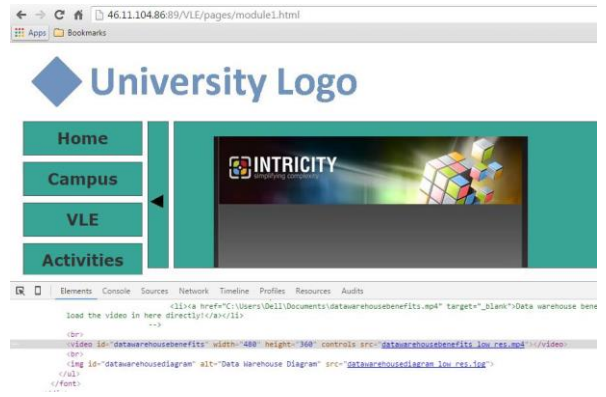 46.11.104.86:89/VLE/pages/module1.html
Apps Bookmarks
University Logo
Home
Campus
VLE
Activities
INTRICITY
simplifying complexity
Elements Console Sources Network Timeline Profiles Resources Audits
<li><a href="C:\Users\Dell\Documents\datawarehousebenefits.mp4" target="_blank">Data warehouse bene
load the video in here directly!</a></li>
-->
<br>
<video id="datawarehousebenefits" width="480" height="360" controls src="datawarehousebenefits low res.mp4"></video>
<br>
<img id="datawarehousediagram" alt="Data Warehouse Diagram" src="datawarehousediagram low res.jpg">
</ul>
</font>